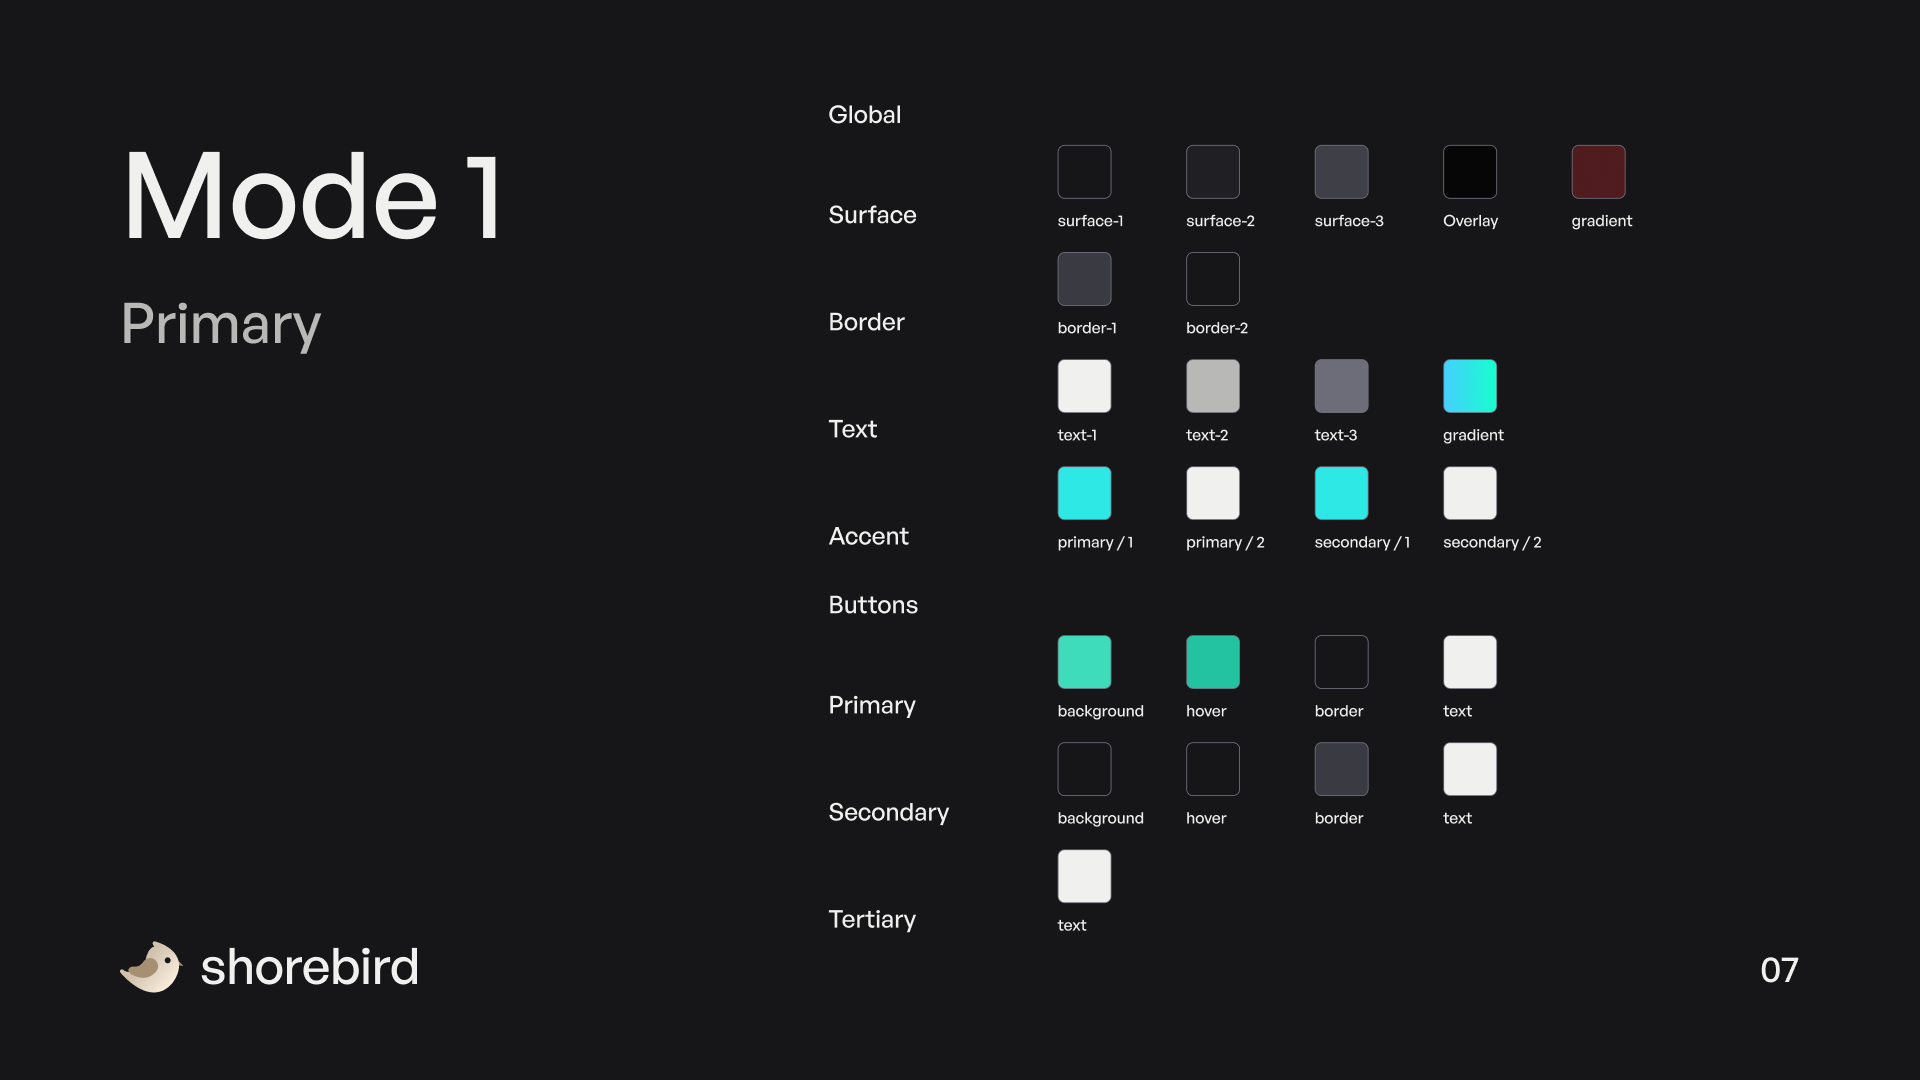 Mode 1
Primary
Global
Surface
surface-1 surface-2 surface-3 Overlay gradient
Border
border-1 border-2
Text
text-1 text-2 text-3 gradient
Accent
primary / 1 primary / 2 secondary / 1 secondary / 2
Buttons
Primary
background hover border text
Secondary
background hover border text
Tertiary
text
shorebird
07